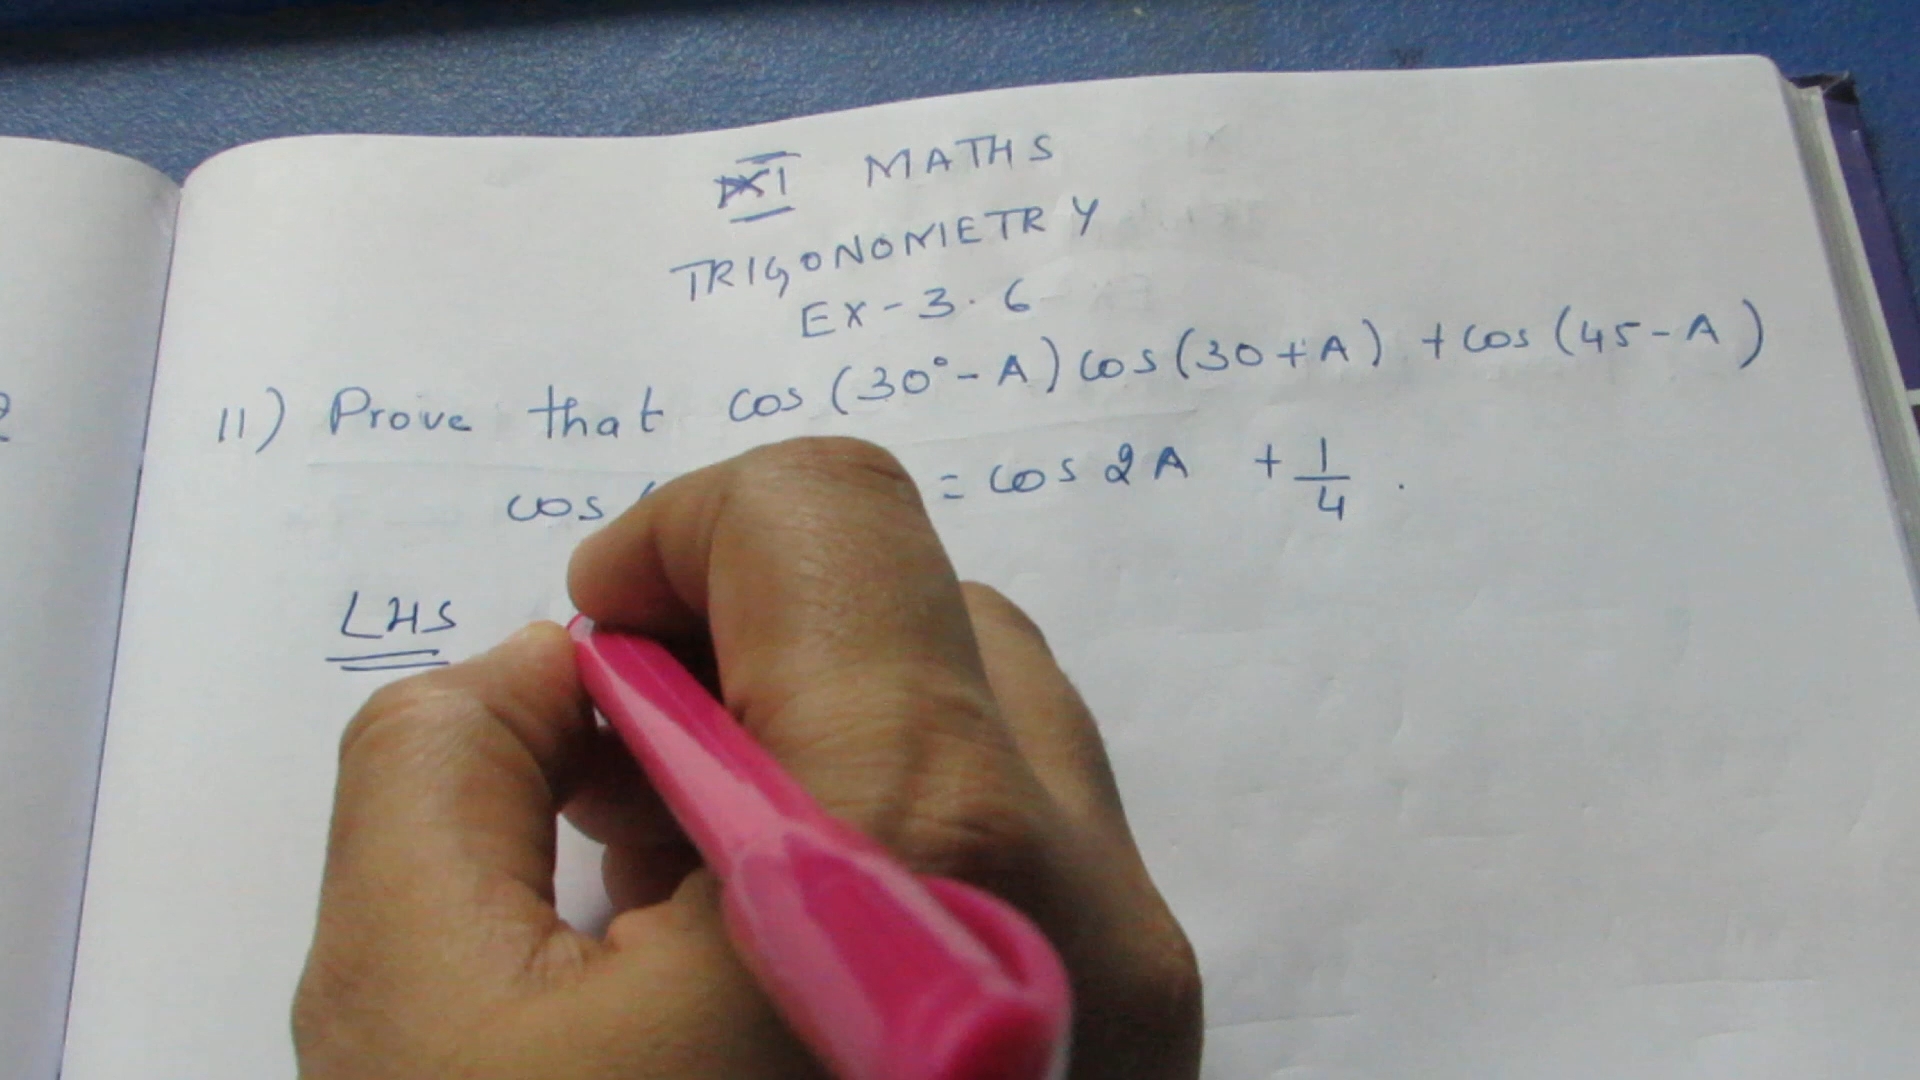 XI MATHS
TRIGONOMETRY
EX-3.6
11) Prove that cos(30°-A) cos(30+A) + cos(45-A)
cos ( = cos 2A + 1/4 .
LHS